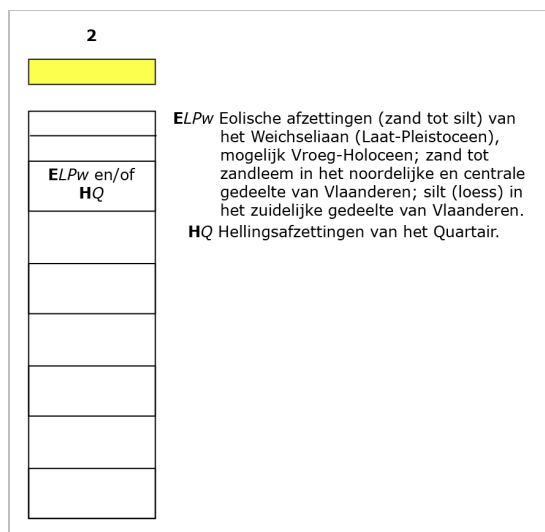 2
ELPw en/of
HQ
ELPw Eolische afzettingen (zand tot silt) van
het Weichseliaan (Laat-Pleistoceen),
mogelijk Vroeg-Holoceen; zand tot
zandleem in het noordelijke en centrale
gedeelte van Vlaanderen; silt (loess) in
het zuidelijke gedeelte van Vlaanderen.
HQ Hellingsafzettingen van het Quartair.